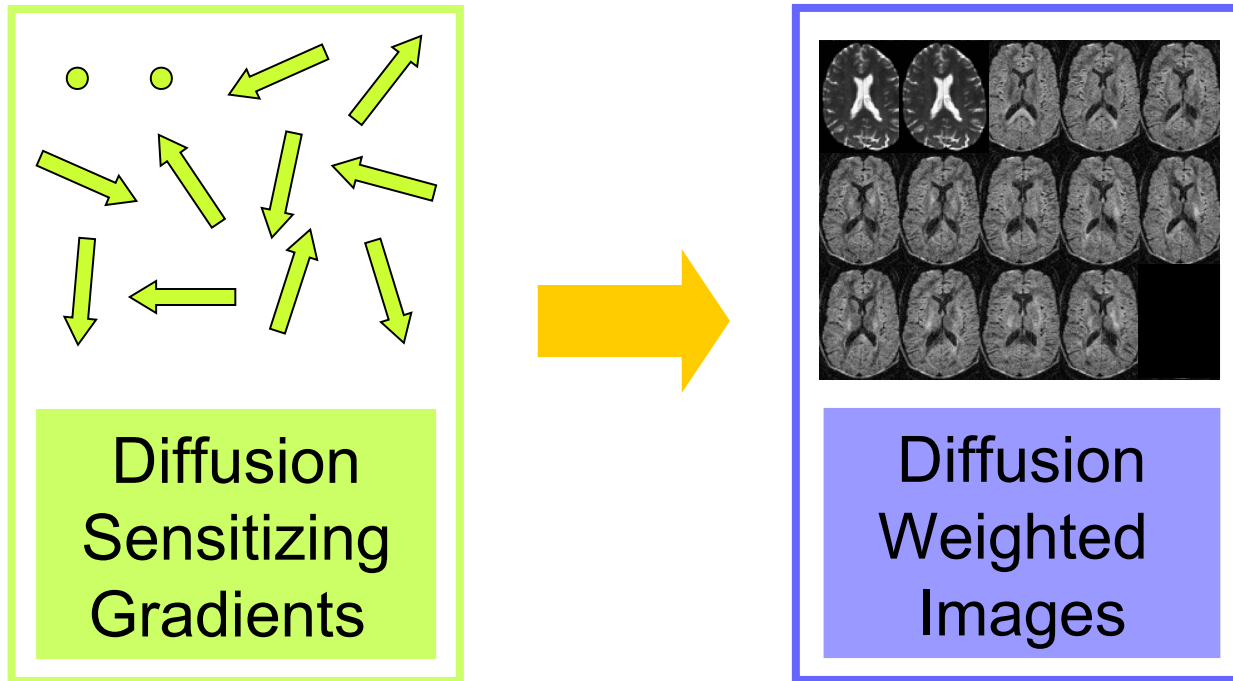 Diffusion
Sensitizing
Gradients
Diffusion
Weighted
Images